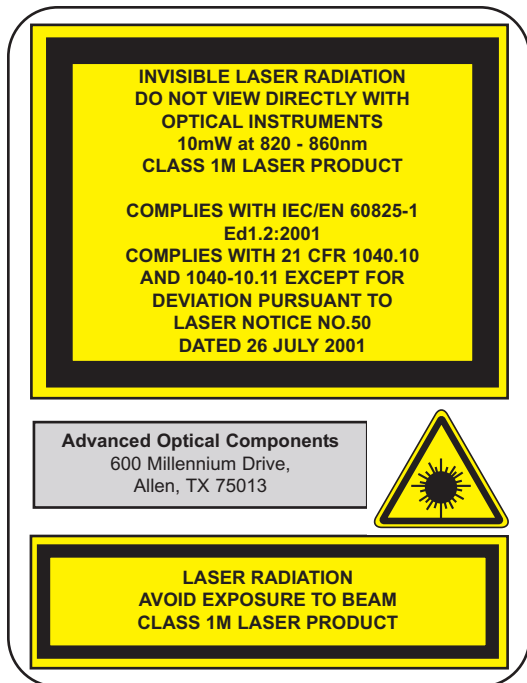 INVISIBLE LASER RADIATION
DO NOT VIEW DIRECTLY WITH
OPTICAL INSTRUMENTS
10mW at 820 - 860nm
CLASS 1M LASER PRODUCT
COMPLIES WITH IEC/EN 60825-1
Ed1.2:2001
COMPLIES WITH 21 CFR 1040.10
AND 1040-10.11 EXCEPT FOR
DEVIATION PURSUANT TO
LASER NOTICE NO.50
DATED 26 JULY 2001
Advanced Optical Components
600 Millennium Drive,
Allen, TX 75013
LASER RADIATION
AVOID EXPOSURE TO BEAM
CLASS 1M LASER PRODUCT